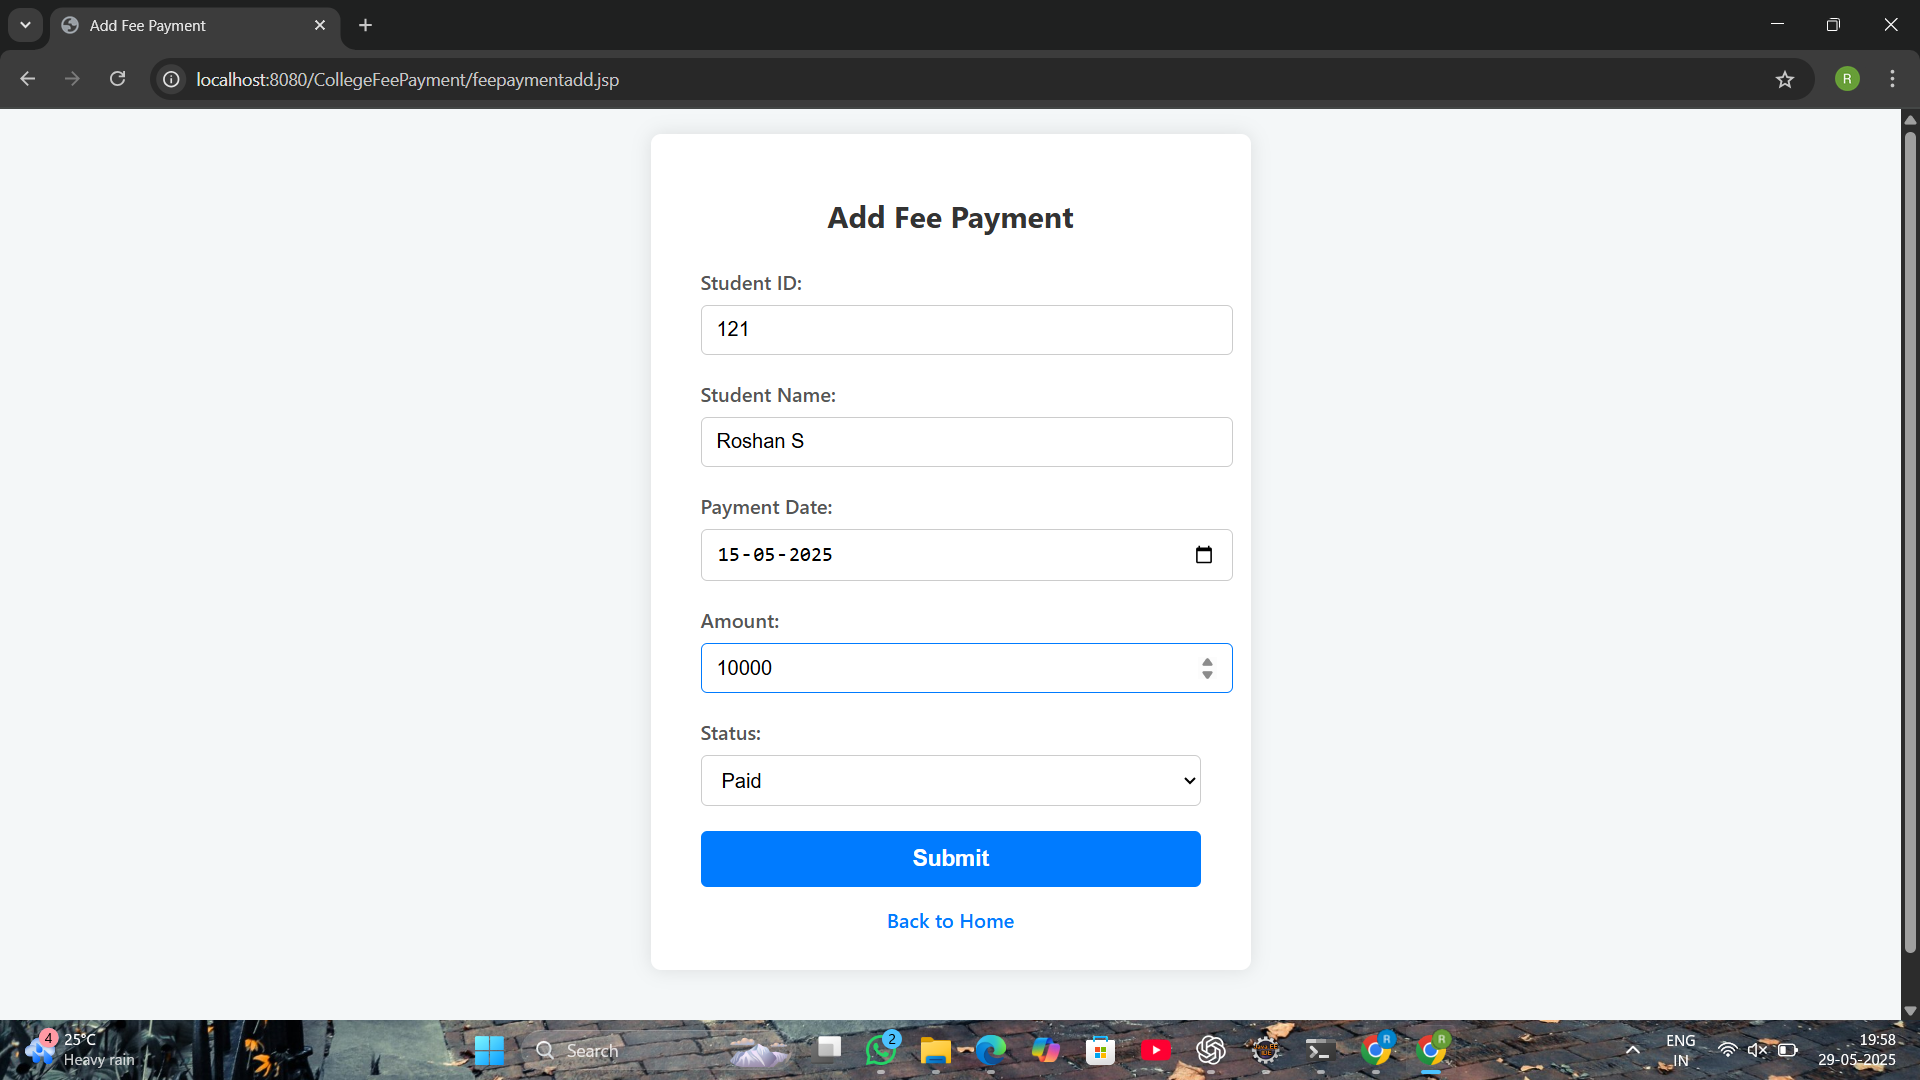 Add Fee Payment
localhost:8080/CollegeFeePayment/feepaymentadd.jsp
R
Add Fee Payment
Student ID:
121
Student Name:
Roshan S
Payment Date:
15-05-2025
Amount:
10000
Status:
Paid
Submit
Back to Home
4
25°C
Heavy rain
Search
2
R
R
ENG
IN
19:58
29-05-2025